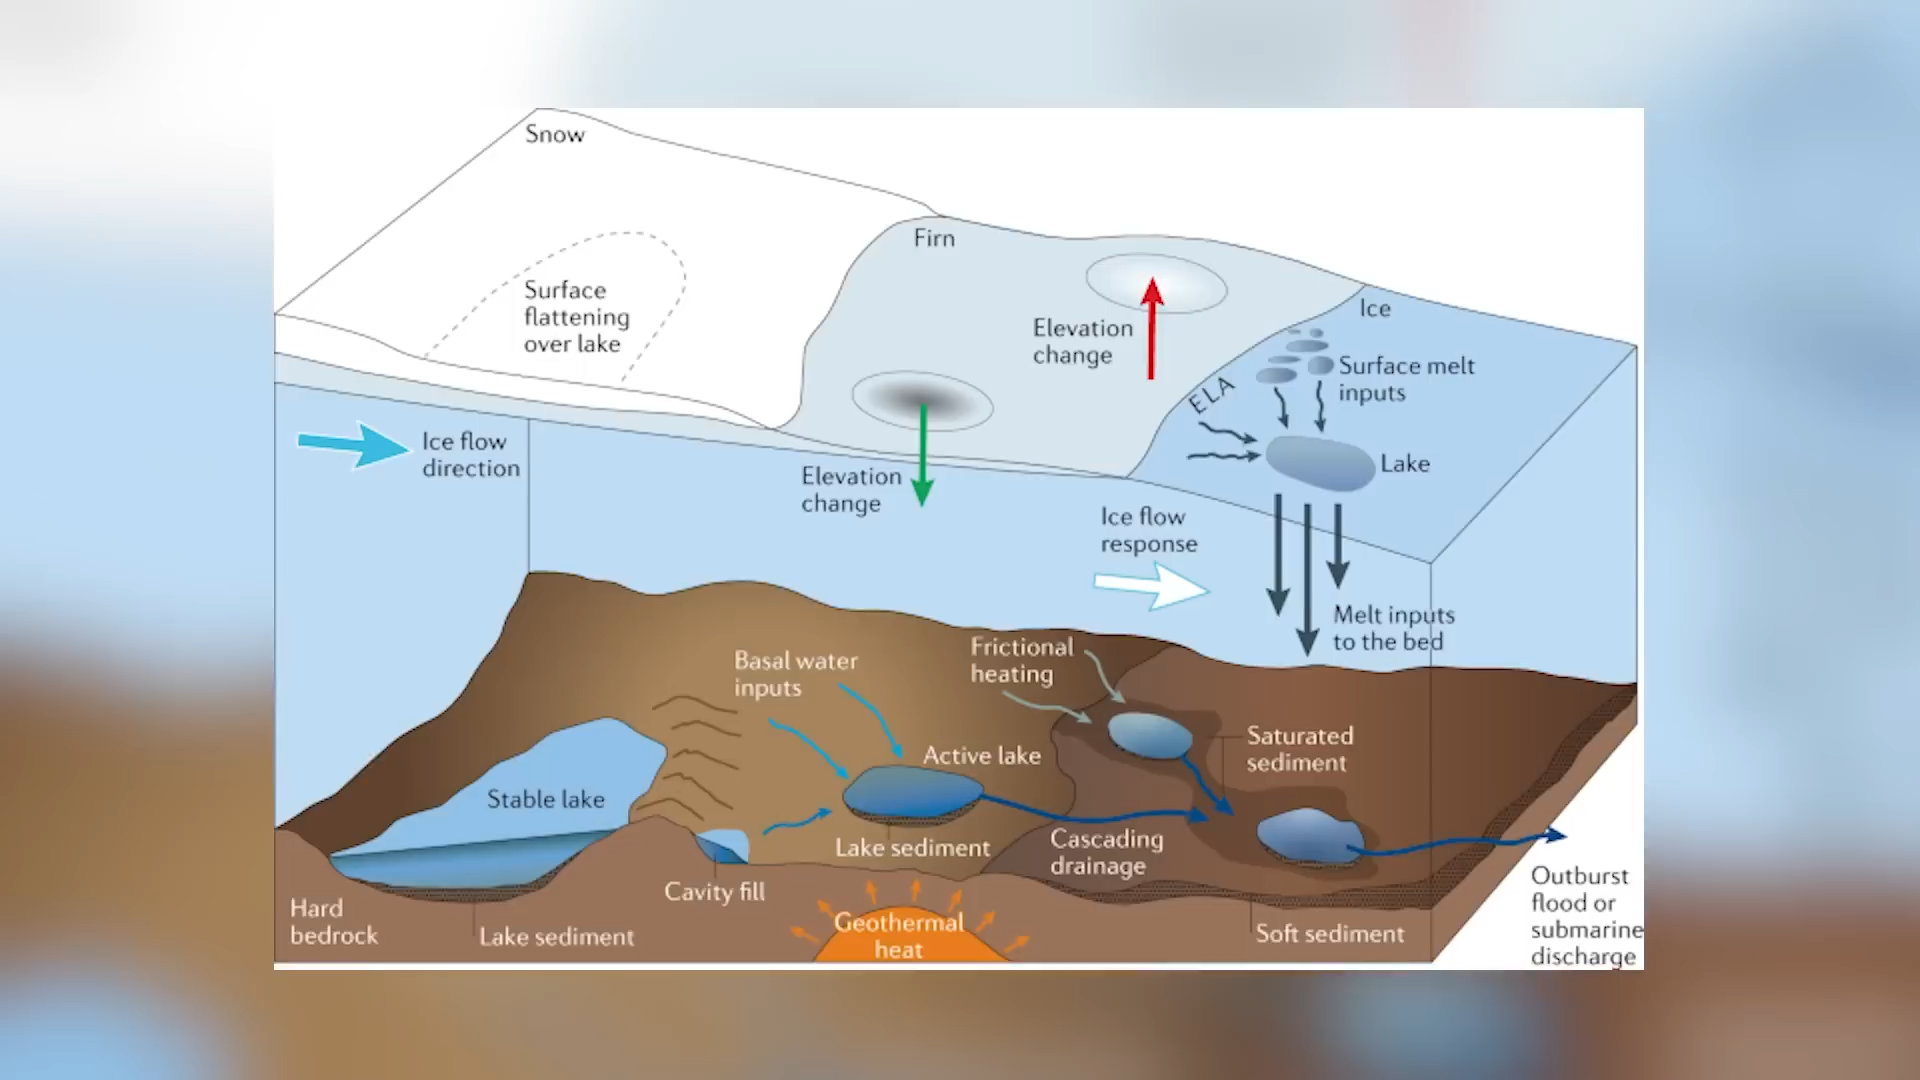 Snow
Firn
Surface
flattening
over lake
Elevation
change
Ice
Surface melt
inputs
ELA
Lake
Ice flow
direction
Elevation
change
Ice flow
response
Melt inputs
to the bed
Basal water
inputs
Frictional
heating
Saturated
sediment
Active lake
Stable lake
Lake sediment
Cascading
drainage
Cavity fill
Hard
bedrock
Lake sediment
Geothermal
heat
Soft sediment
Outburst
flood or
submarine
discharge